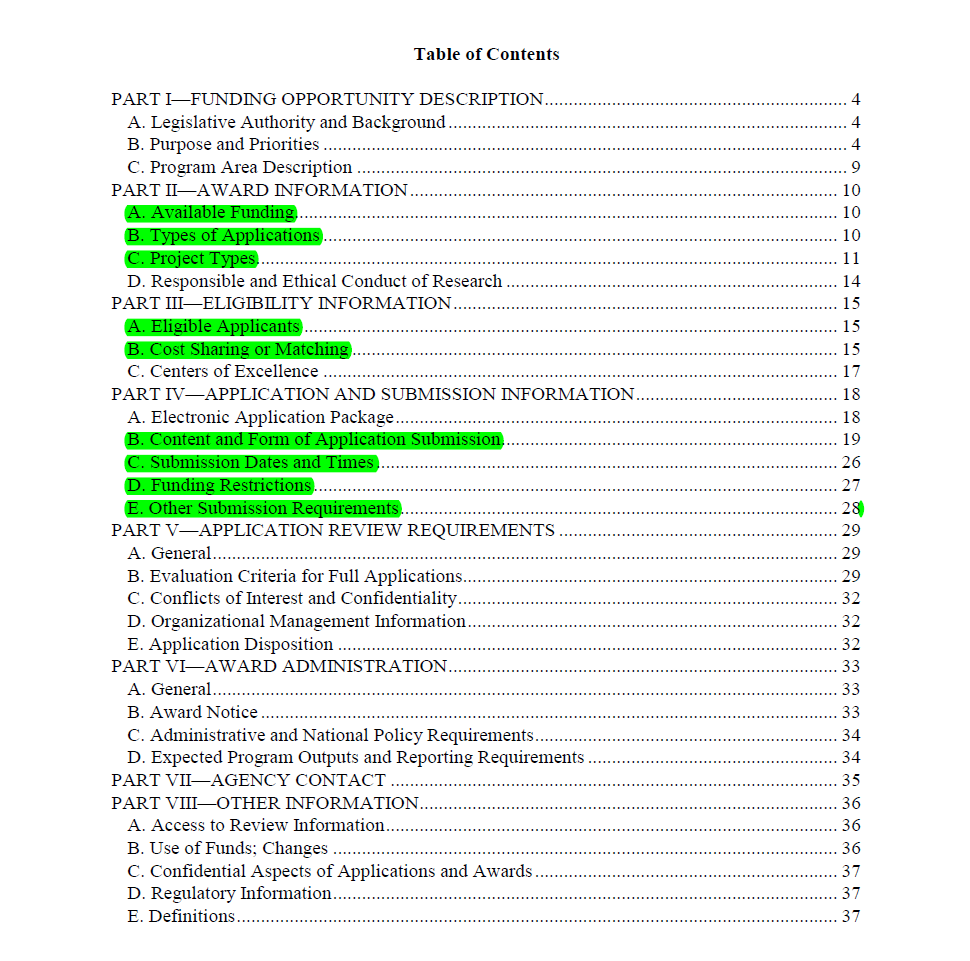 Table of Contents
PART I—FUNDING OPPORTUNITY DESCRIPTION................................................................ 4
A. Legislative Authority and Background.................................................................................... 4
B. Purpose and Priorities .............................................................................................................. 4
C. Program Area Description ....................................................................................................... 9
PART II—AWARD INFORMATION.......................................................................................... 10
A. Available Funding.................................................................................................................. 10
B. Types of Applications............................................................................................................ 10
C. Project Types.......................................................................................................................... 11
D. Responsible and Ethical Conduct of Research ...................................................................... 14
PART III—ELIGIBILITY INFORMATION................................................................................. 15
A. Eligible Applicants................................................................................................................. 15
B. Cost Sharing or Matching...................................................................................................... 15
C. Centers of Excellence ............................................................................................................ 17
PART IV—APPLICATION AND SUBMISSION INFORMATION........................................... 18
A. Electronic Application Package............................................................................................. 18
B. Content and Form of Application Submission....................................................................... 19
C. Submission Dates and Times................................................................................................. 26
D. Funding Restrictions.............................................................................................................. 27
E. Other Submission Requirements............................................................................................ 28
PART V—APPLICATION REVIEW REQUIREMENTS ........................................................... 29
A. General................................................................................................................................... 29
B. Evaluation Criteria for Full Applications............................................................................... 29
C. Conflicts of Interest and Confidentiality................................................................................ 32
D. Organizational Management Information.............................................................................. 32
E. Application Disposition ......................................................................................................... 32
PART VI—AWARD ADMINISTRATION.................................................................................. 33
A. General................................................................................................................................... 33
B. Award Notice ......................................................................................................................... 33
C. Administrative and National Policy Requirements................................................................ 34
D. Expected Program Outputs and Reporting Requirements ..................................................... 34
PART VII—AGENCY CONTACT .............................................................................................. 35
PART VIII—OTHER INFORMATION........................................................................................ 36
A. Access to Review Information............................................................................................... 36
B. Use of Funds; Changes .......................................................................................................... 36
C. Confidential Aspects of Applications and Awards................................................................ 37
D. Regulatory Information.......................................................................................................... 37
E. Definitions.............................................................................................................................. 37